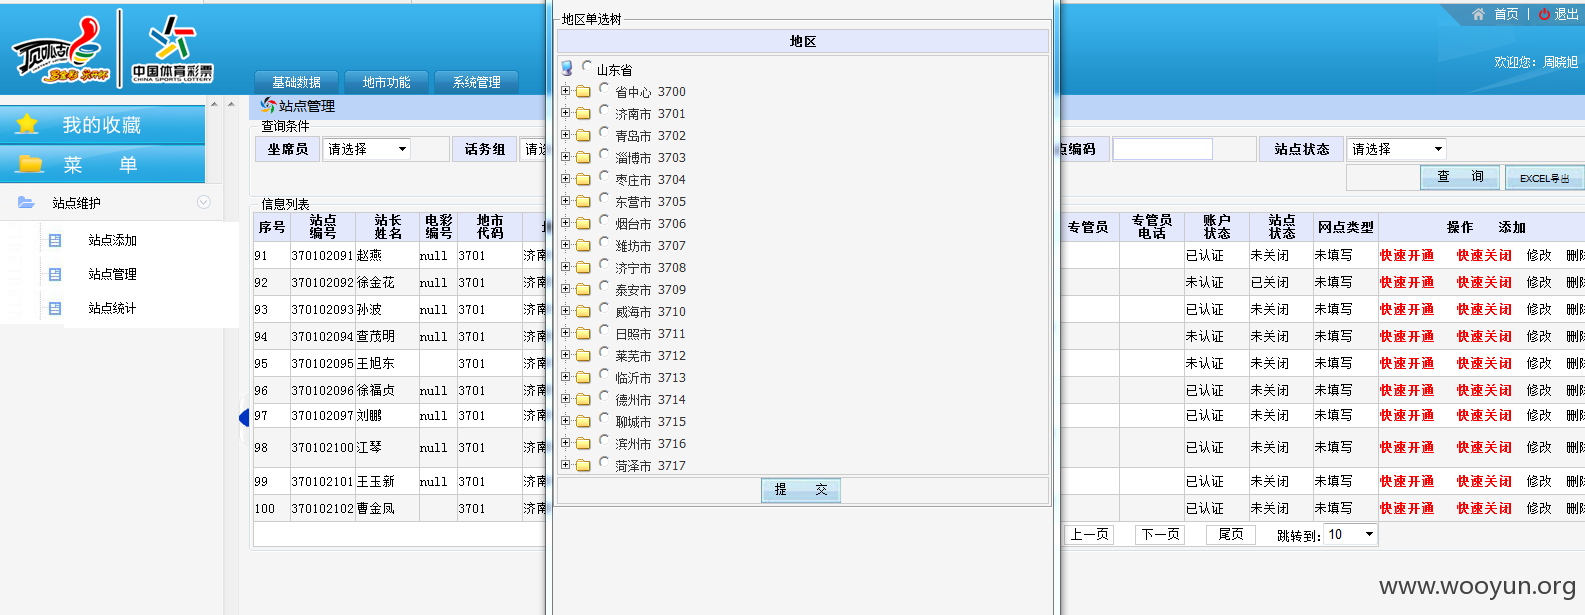 顶呱刮
中国体育彩票
CHINA SPORTS LOTTERY
基础数据 地市功能 系统管理
首页 | 退出
欢迎您：周晓旭
我的收藏
菜 单
站点维护
站点添加
站点管理
站点统计
站点管理
查询条件
坐席员 请选择 话务组
编码 站点状态 请选择
查 询 EXCEL导出
信息列表
序号 站点编号 站长姓名 电彩编号 地市代码 专管员 专管员电话 账户状态 站点状态 网点类型 操作 添加
91 370102091 赵燕 null 3701 济南 已认证 未关闭 未填写 快速开通 快速关闭 修改
92 370102092 徐金花 null 3701 济南 未认证 已关闭 未填写 快速开通 快速关闭 修改
93 370102093 孙波 null 3701 济南 已认证 未关闭 未填写 快速开通 快速关闭 修改
94 370102094 查茂明 null 3701 济南 未认证 未关闭 未填写 快速开通 快速关闭 修改
95 370102095 王旭东 3701 济南 未认证 未关闭 未填写 快速开通 快速关闭 修改
96 370102096 徐福贞 null 3701 济南 已认证 未关闭 未填写 快速开通 快速关闭 修改
97 370102097 刘鹏 null 3701 济南 已认证 未关闭 未填写 快速开通 快速关闭 修改
98 370102100 江琴 null 3701 济南 已认证 未关闭 未填写 快速开通 快速关闭 修改
99 370102101 王玉新 null 3701 济南 已认证 未关闭 未填写 快速开通 快速关闭 修改
100 370102102 曹金凤 3701 济南 已认证 未关闭 未填写 快速开通 快速关闭 修改
上一页 下一页 尾页 跳转到: 10
地区单选树
地区
山东省
省中心 3700
济南市 3701
青岛市 3702
淄博市 3703
枣庄市 3704
东营市 3705
烟台市 3706
潍坊市 3707
济宁市 3708
泰安市 3709
威海市 3710
日照市 3711
莱芜市 3712
临沂市 3713
德州市 3714
聊城市 3715
滨州市 3716
菏泽市 3717
提 交
www.wooyun.org